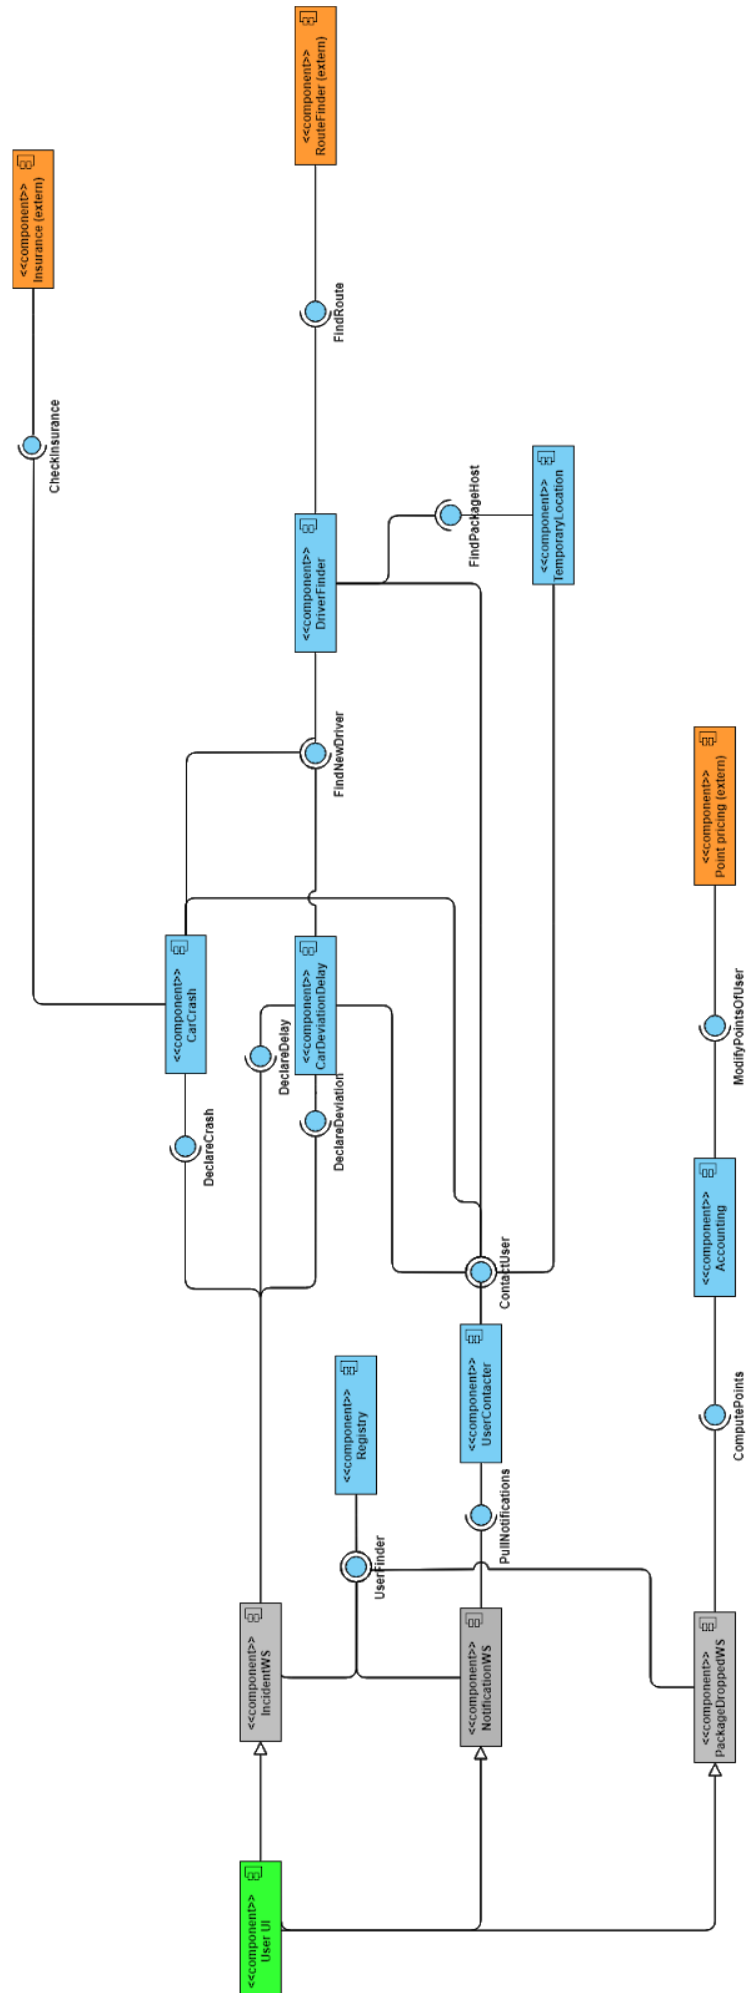 <<component>>
RouteFinder (extern)
<<component>>
Insurance (extern)
FindRoute
CheckInsurance
<<component>>
DriverFinder
FindPackageHost
<<component>>
TemporaryLocation
FindNewDriver
<<component>>
Point pricing (extern)
<<component>>
CarCrash
<<component>>
CarDeviationDelay
DeclareDelay
ModifyPointsOfUser
DeclareCrash
DeclareDeviation
<<component>>
Accounting
ContactUser
<<component>>
Registry
<<component>>
UserContacter
ComputePoints
PullNotifications
UserFinder
<<component>>
IncidentWS
<<component>>
NotificationWS
<<component>>
PackageDroppedWS
<<component>>
User UI